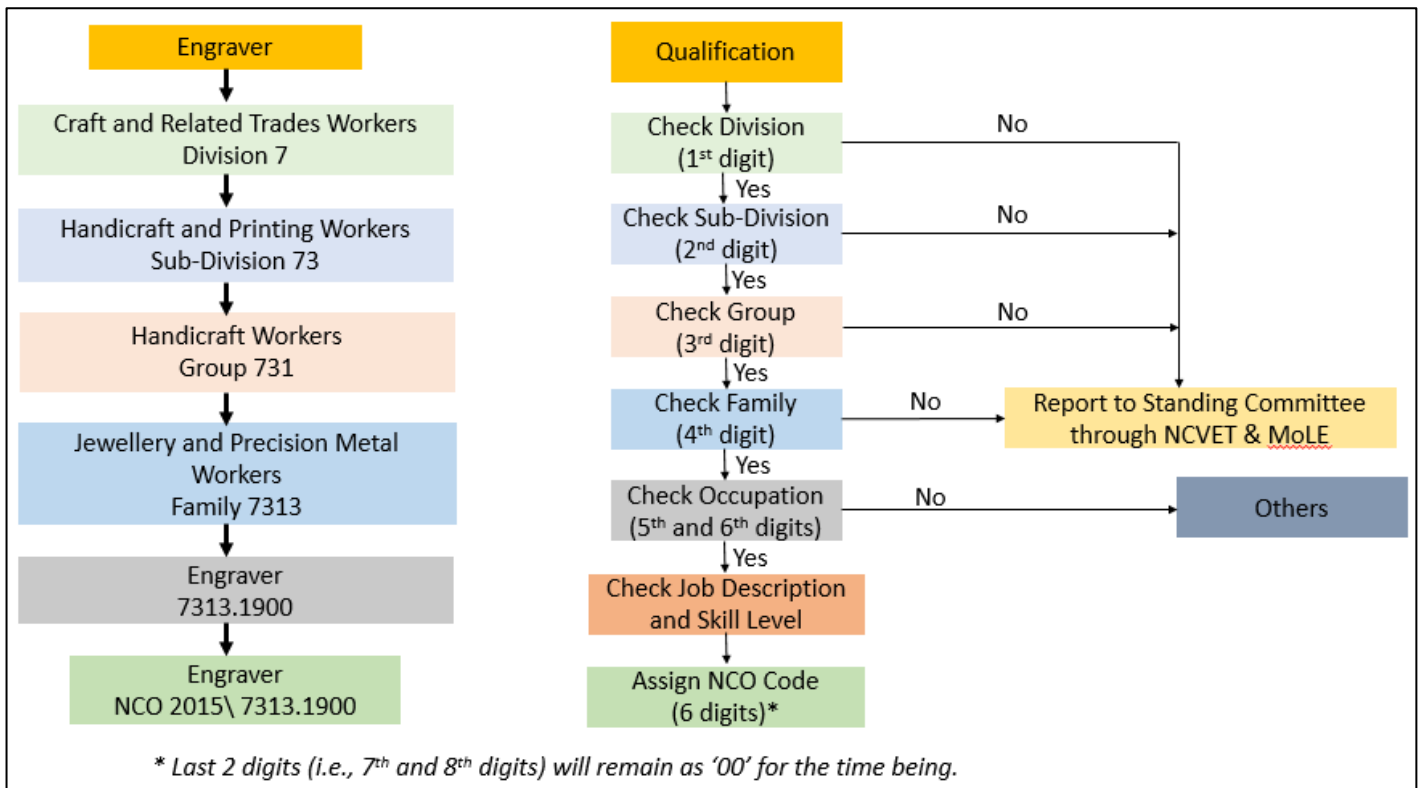 Engraver
Craft and Related Trades Workers
Division 7
Handicraft and Printing Workers
Sub-Division 73
Handicraft Workers
Group 731
Jewellery and Precision Metal
Workers
Family 7313
Engraver
7313.1900
Engraver
NCO 2015\ 7313.1900
Qualification
Check Division
(1st digit)
No
Yes
Check Sub-Division
(2nd digit)
No
Yes
Check Group
(3rd digit)
No
Yes
Check Family
(4th digit)
No
Report to Standing Committee
through NCVET & MoLE
Yes
Check Occupation
(5th and 6th digits)
No
Others
Yes
Check Job Description
and Skill Level
Assign NCO Code
(6 digits)*
* Last 2 digits (i.e., 7th and 8th digits) will remain as ‘00’ for the time being.